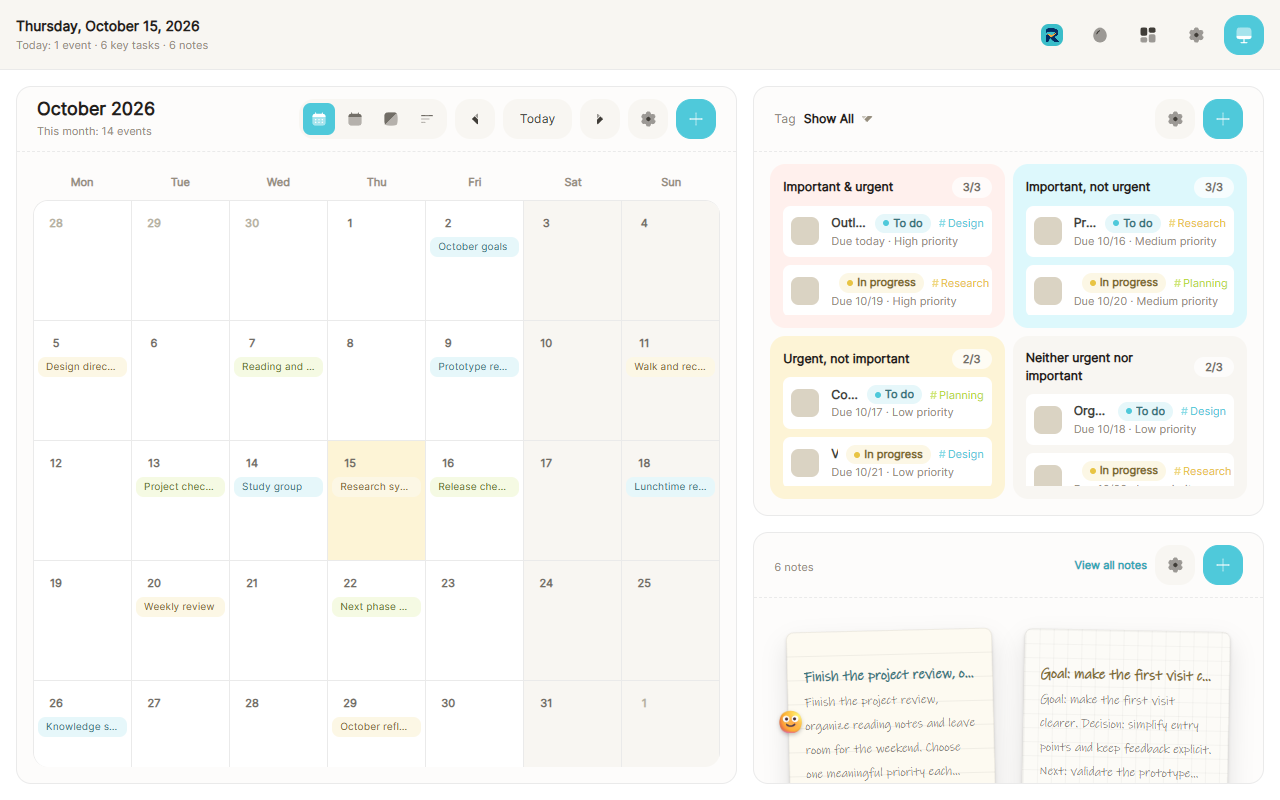 Thursday, October 15, 2026
Today: 1 event · 6 key tasks · 6 notes
October 2026
This month: 14 events
Today
Mon Tue Wed Thu Fri Sat Sun
28 29 30 1 2 3 4
October goals
5 6 7 8 9 10 11
Design direc... Reading and ... Prototype re... Walk and rec...
12 13 14 15 16 17 18
Project chec... Study group Research sy... Release che... Lunchtime re...
19 20 21 22 23 24 25
Weekly review Next phase ...
26 27 28 29 30 31 1
Knowledge s... October refl...
Tag Show All
Important & urgent 3/3
Outl... To do #Design
Due today · High priority
In progress #Research
Due 10/19 · High priority
Important, not urgent 3/3
Pr... To do #Research
Due 10/16 · Medium priority
In progress #Planning
Due 10/20 · Medium priority
Urgent, not important 2/3
Co... To do #Planning
Due 10/17 · Low priority
In progress #Design
Due 10/21 · Low priority
Neither urgent nor
important 2/3
Org... To do #Design
Due 10/18 · Low priority
In progress #Research
6 notes View all notes
Finish the project review, o...
Finish the project review,
organize reading notes and leave
room for the weekend. Choose
one meaningful priority each...
Goal: make the first visit c...
Goal: make the first visit
clearer. Decision: simplify entry
points and keep feedback explicit.
Next: validate the prototype...